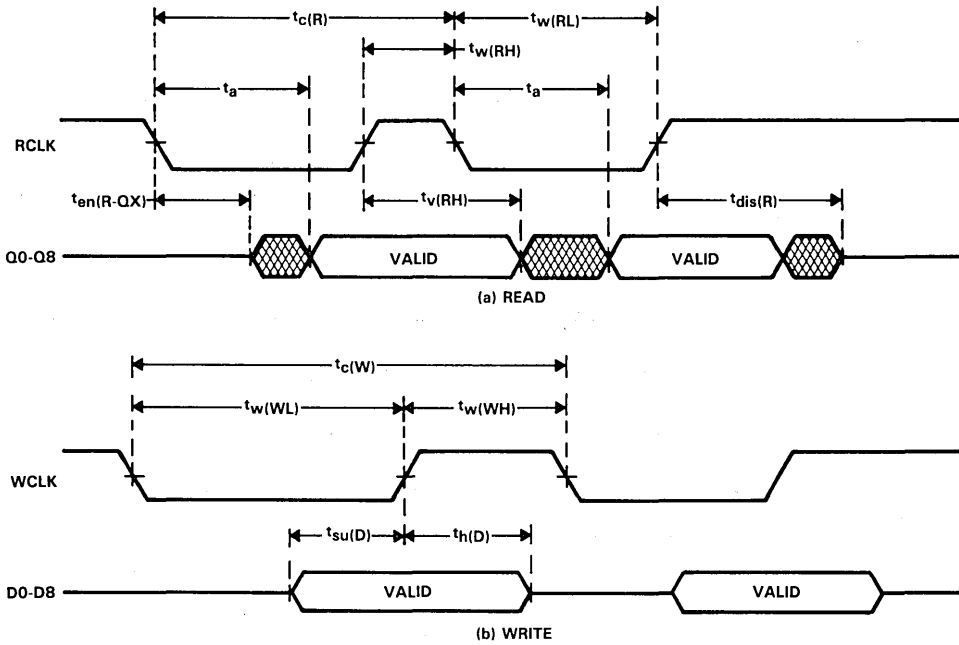 tc(R)
tw(RL)
tw(RH)
ta
ta
RCLK
ten(R-QX)
tv(RH)
tdis(R)
Q0-Q8
VALID
VALID
(a) READ
tc(W)
tw(WL)
tw(WH)
WCLK
tsu(D)
th(D)
D0-D8
VALID
VALID
(b) WRITE